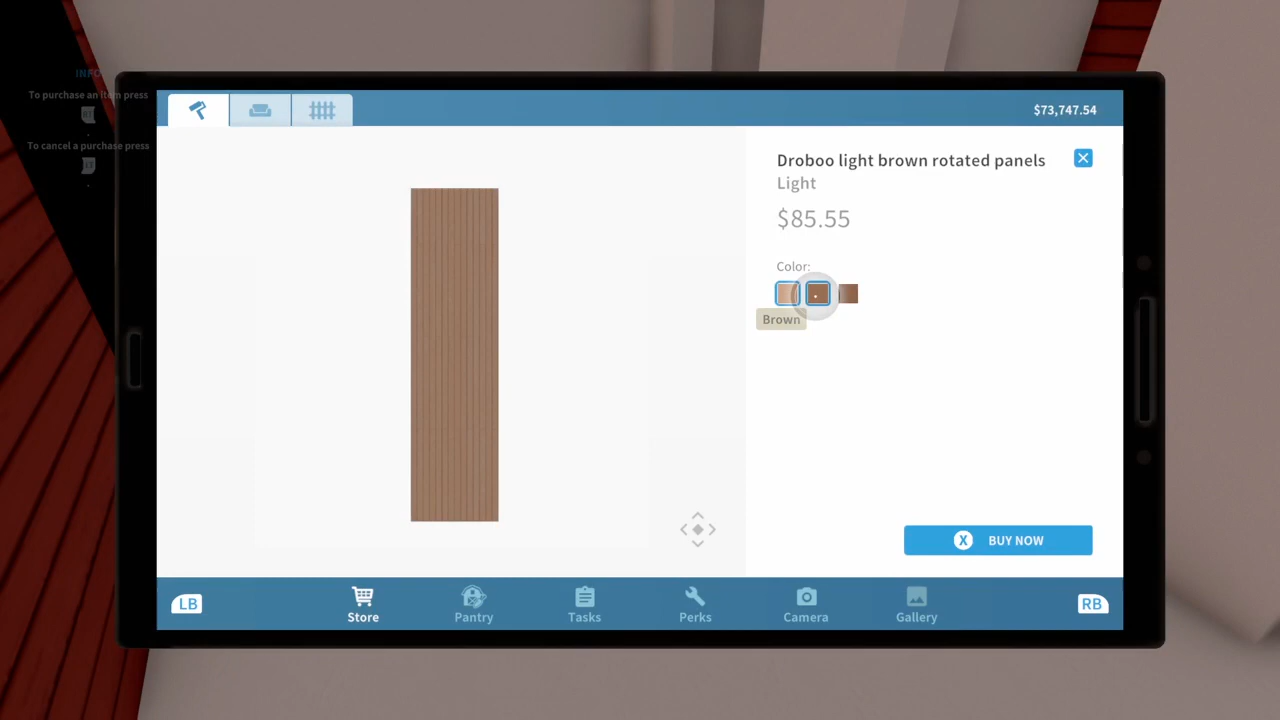 INFO
To purchase an item press
To cancel a purchase press
$73,747.54
Droboo light brown rotated panels
Light
$85.55
Color:
Brown
X BUY NOW
LB
Store
Pantry
Tasks
Perks
Camera
Gallery
RB